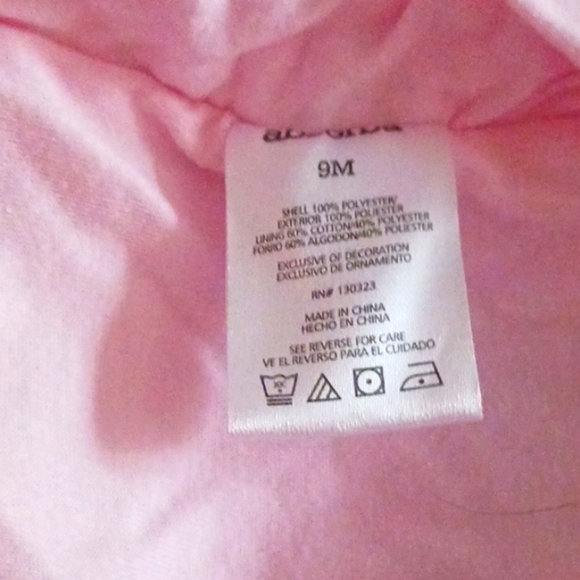 9M
SHELL 100% POLYESTER/
EXTERIOR 100% POLIESTER
LINING 60% COTTON/40% POLYESTER
FORRO 60% ALGODON/40% POLIESTER
EXCLUSIVE OF DECORATION
EXCLUSIVO DE ORNAMENTO
RN# 130323
MADE IN CHINA
HECHO EN CHINA
SEE REVERSE FOR CARE
VE EL REVERSO PARA EL CUIDADO